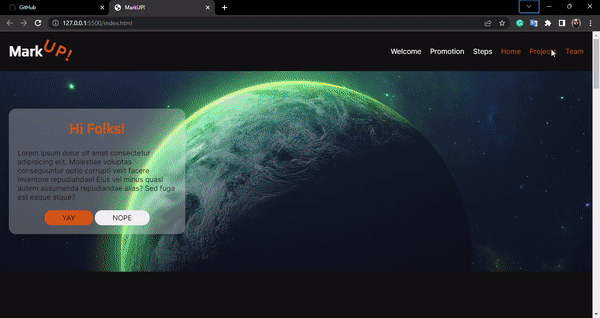 GitHub
MarkUP!
127.0.0.1:5500/index.html
MarkUP!
Welcome Promotion Steps Home Projects Team
Hi Folks!
Lorem ipsum dolor sit amet consectetur
adipisicing elit. Molestiae voluptas
consequuntur optio corrupti velit facere
inventore repudiandae! Eius vel minus quasi
autem assumenda repudiandae alias? Sed fuga
est eaque atque?
YAY NOPE